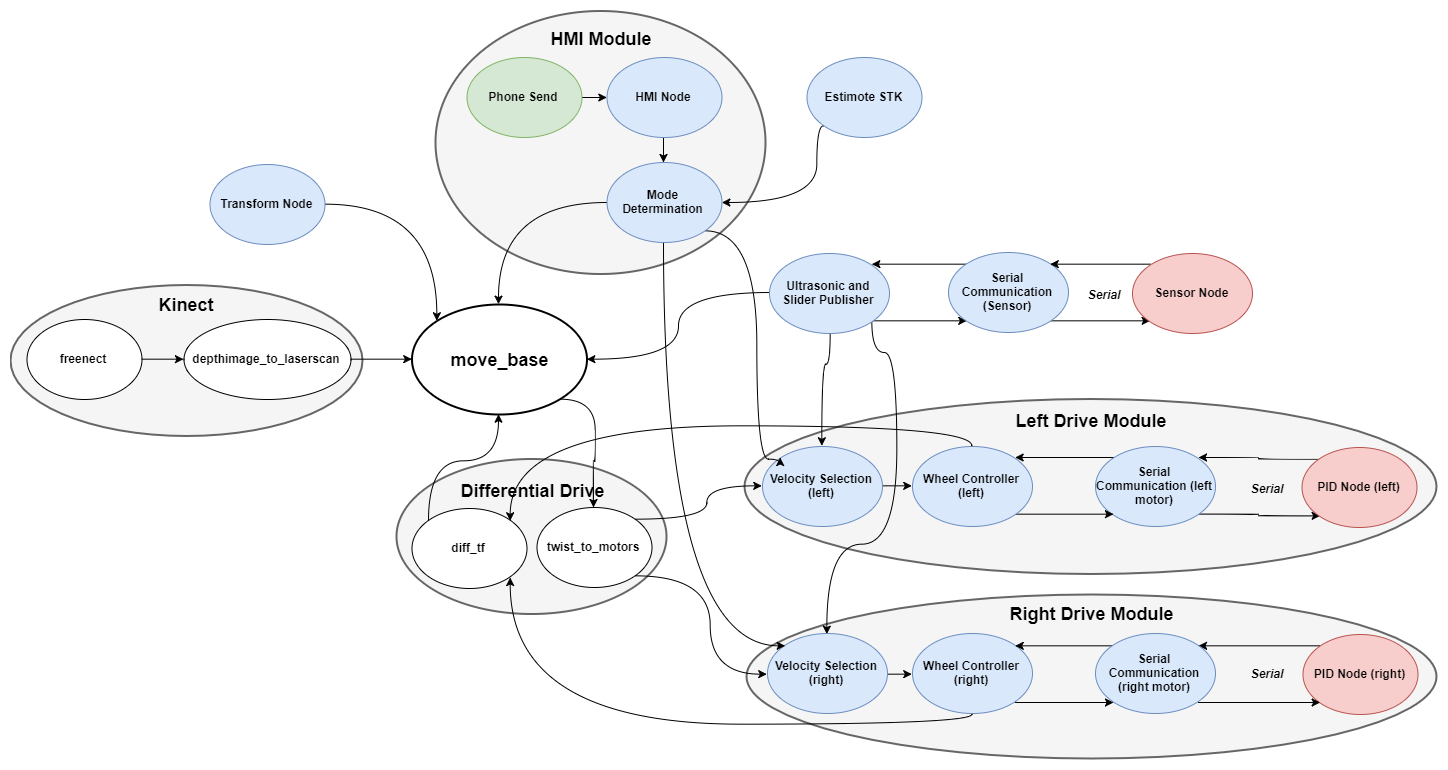 HMI Module
Phone Send
HMI Node
Estimote STK
Mode
Determination
Transform Node
Ultrasonic and
Slider Publisher
Serial
Communication
(Sensor)
Serial
Sensor Node
Kinect
freenect
depthimage_to_laserscan
move_base
Left Drive Module
Velocity Selection
(left)
Wheel Controller
(left)
Serial
Communication (left
motor)
Serial
PID Node (left)
Differential Drive
diff_tf
twist_to_motors
Right Drive Module
Velocity Selection
(right)
Wheel Controller
(right)
Serial
Communication
(right motor)
Serial
PID Node (right)